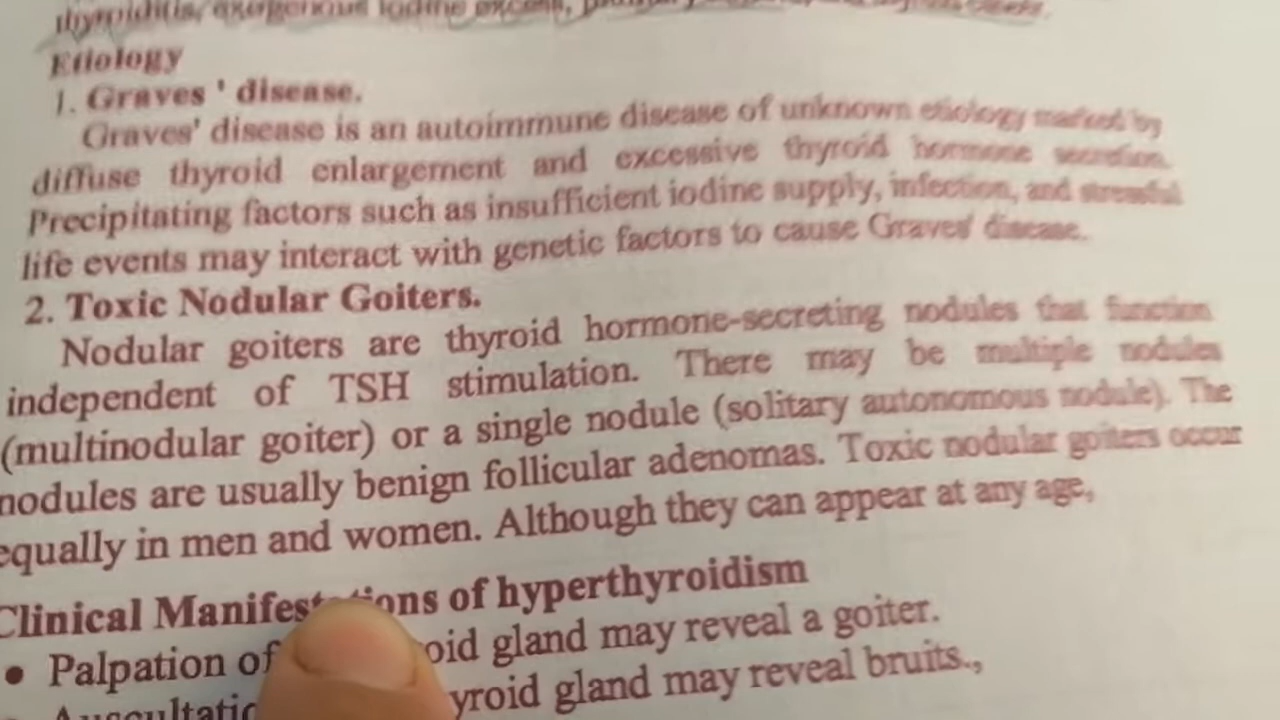 thyroiditis, exogenous iodine excess,
Etiology
1. Graves ' disease.
Graves' disease is an autoimmune disease of unknown etiology marked by
diffuse thyroid enlargement and excessive thyroid hormone secretion.
Precipitating factors such as insufficient iodine supply, infection, and stressful
life events may interact with genetic factors to cause Graves' disease.
2. Toxic Nodular Goiters.
Nodular goiters are thyroid hormone-secreting nodules that function
independent of TSH stimulation. There may be multiple nodules
(multinodular goiter) or a single nodule (solitary autonomous nodule). The
nodules are usually benign follicular adenomas. Toxic nodular goiters occur
equally in men and women. Although they can appear at any age,
Clinical Manifestations of hyperthyroidism
• Palpation of oid gland may reveal a goiter.
yroid gland may reveal bruits.,